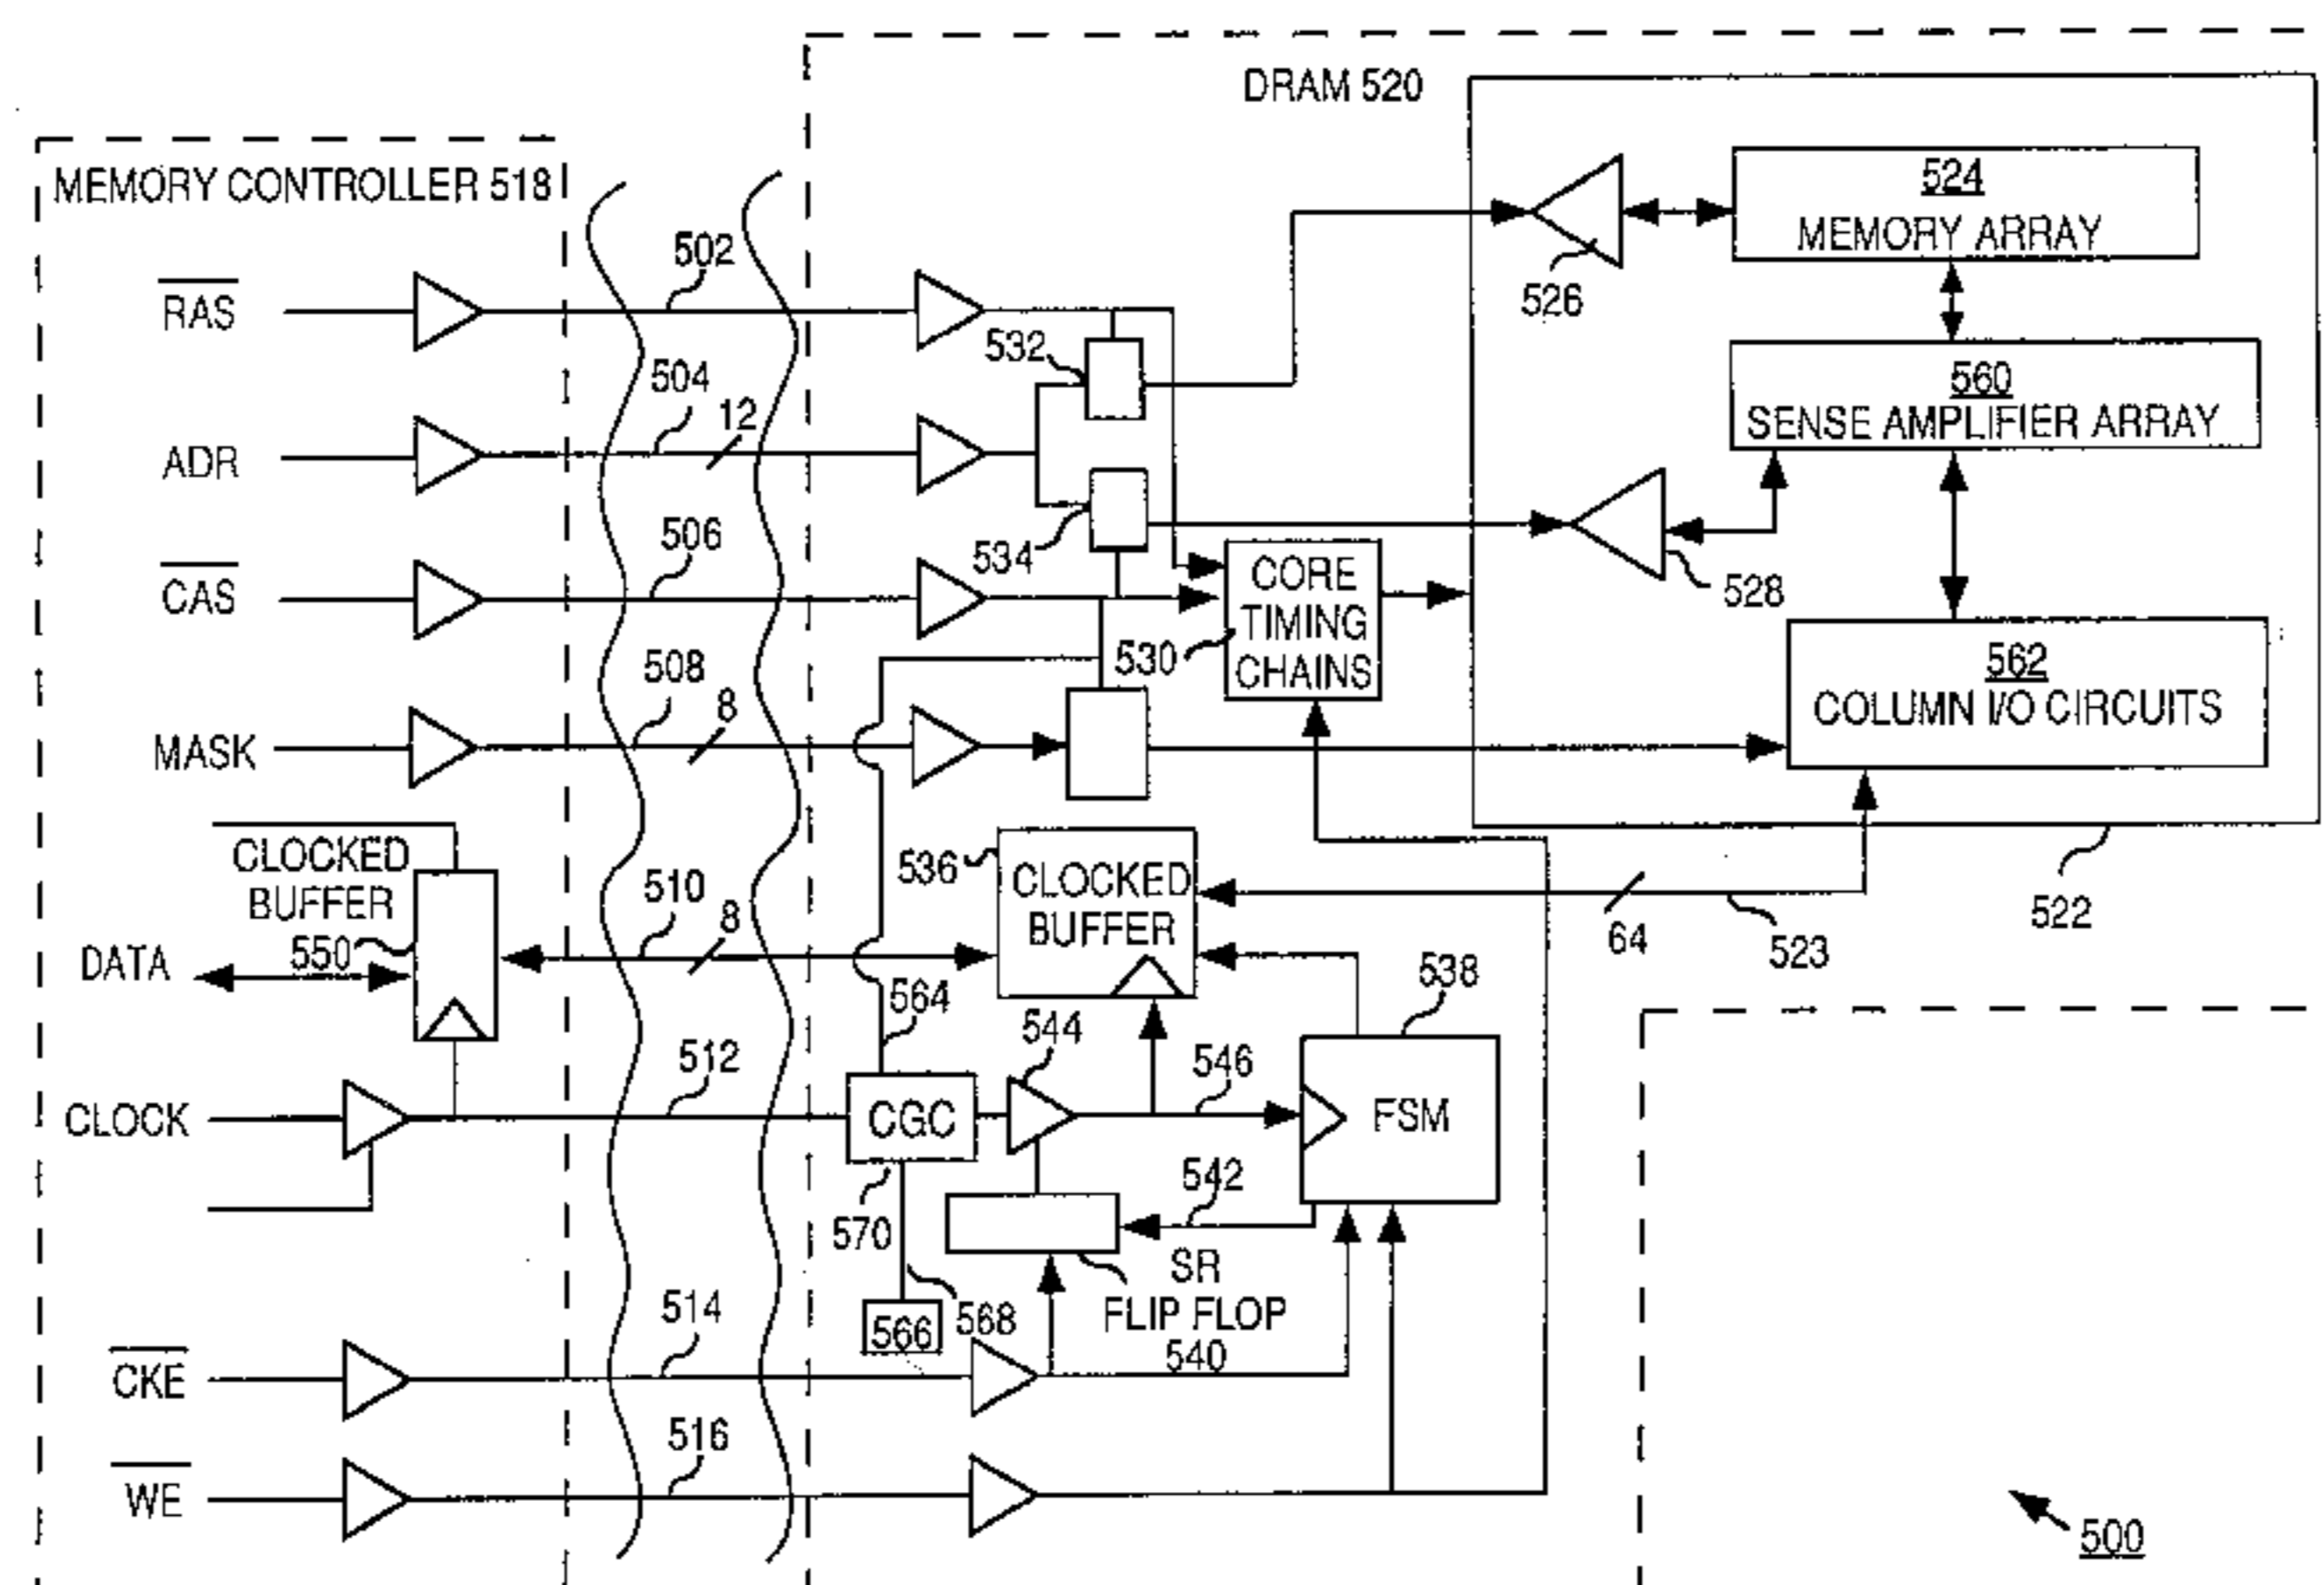 DRAM 520
MEMORY CONTROLLER 518
524
MEMORY ARRAY
526
502
RAS
532
504
12
560
SENSE AMPLIFIER ARRAY
ADR
506
534
CORE
TIMING
CHAINS
530
528
CAS
508
8
562
COLUMN I/O CIRCUITS
MASK
CLOCKED
BUFFER
550
510
8
536
CLOCKED
BUFFER
64
523
522
DATA
564
544
538
512
546
CLOCK
CGC
FSM
570
542
SR
FLIP FLOP
540
566
568
514
CKE
516
WE
500